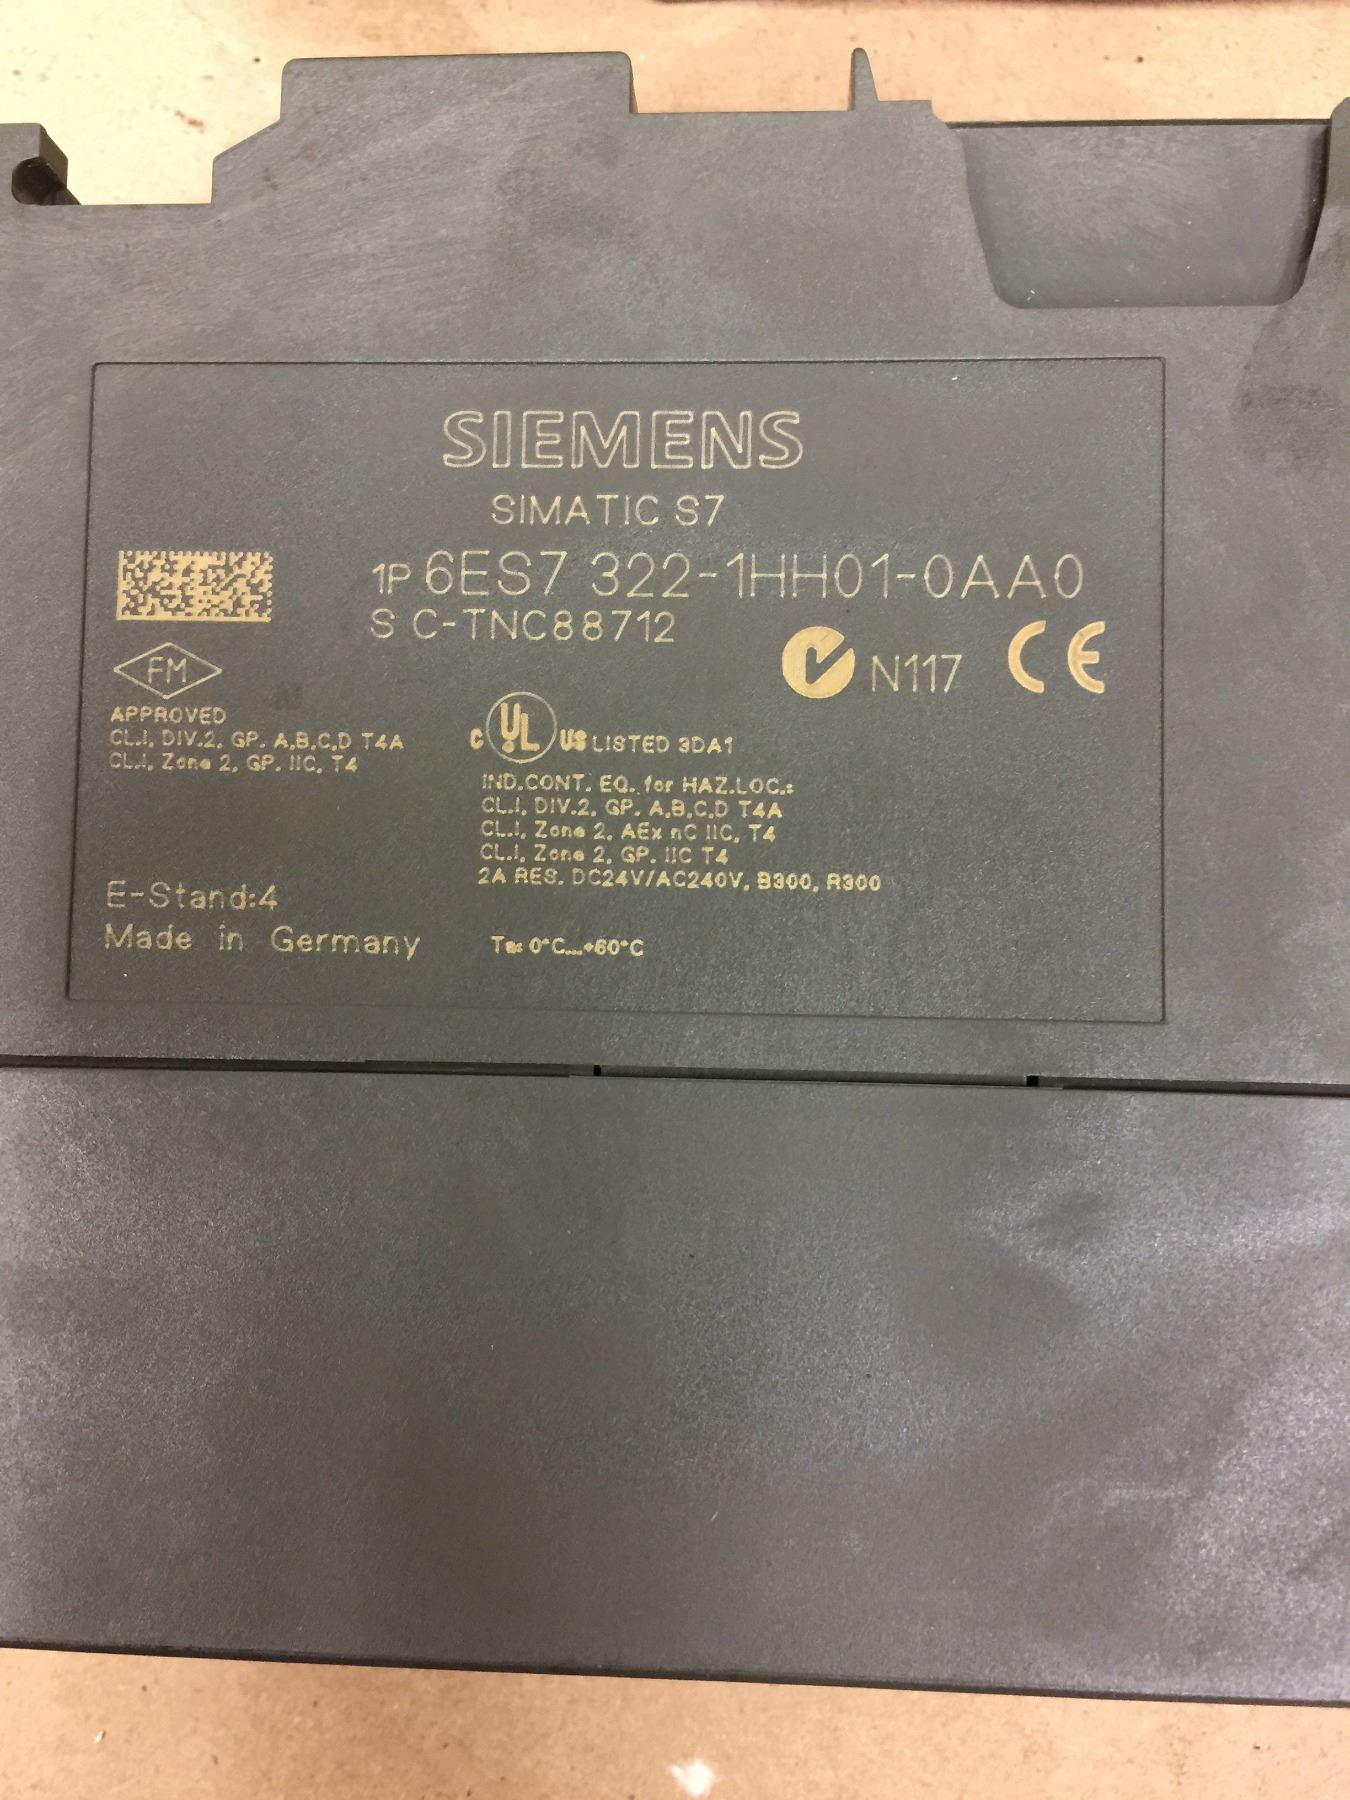 SIEMENS
SIMATIC S7
1P 6ES7 322-1HH01-0AA0
S C-TNC88712
N117 CE
FM
APPROVED
CL.I, DIV.2, GP. A,B,C,D T4A
CL.I, Zone 2, GP. IIC, T4
C UL US LISTED 3DA1
IND.CONT. EQ. for HAZ.LOC.:
CL.I, DIV.2, GP. A,B,C,D T4A
CL.I, Zone 2, AEx nC IIC, T4
CL.I, Zone 2, GP. IIC T4
2A RES. DC24V/AC240V, B300, R300
E-Stand:4
Made in Germany
Ta: 0°C...+60°C